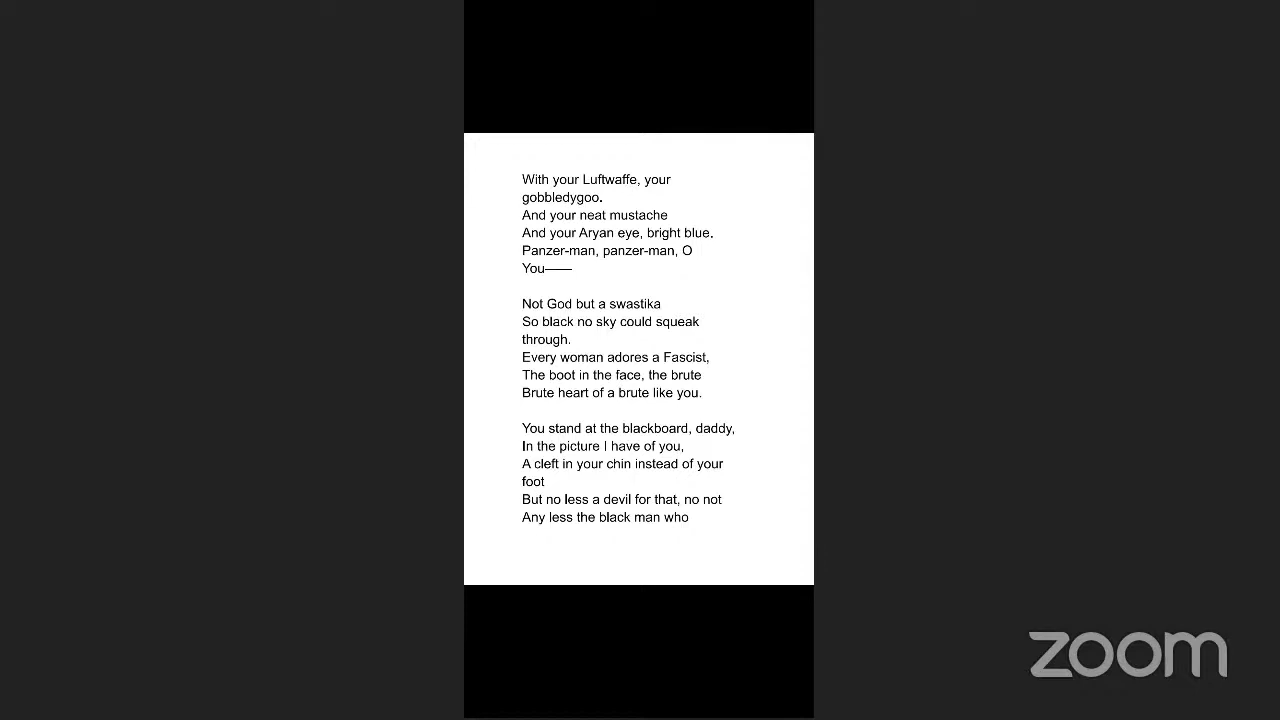 With your Luftwaffe, your
gobbledygoo.
And your neat mustache
And your Aryan eye, bright blue.
Panzer-man, panzer-man, O
You——
Not God but a swastika
So black no sky could squeak
through.
Every woman adores a Fascist,
The boot in the face, the brute
Brute heart of a brute like you.
You stand at the blackboard, daddy,
In the picture I have of you,
A cleft in your chin instead of your
foot
But no less a devil for that, no not
Any less the black man who
zoom